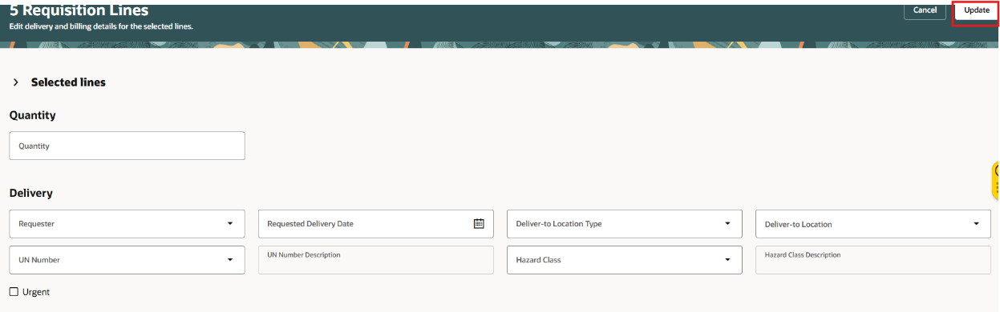 5 Requisition Lines
Cancel
Update
Edit delivery and billing details for the selected lines.
Selected lines
Quantity
Quantity
Delivery
Requester
Requested Delivery Date
Deliver-to Location Type
Deliver-to Location
UN Number
UN Number Description
Hazard Class
Hazard Class Description
Urgent